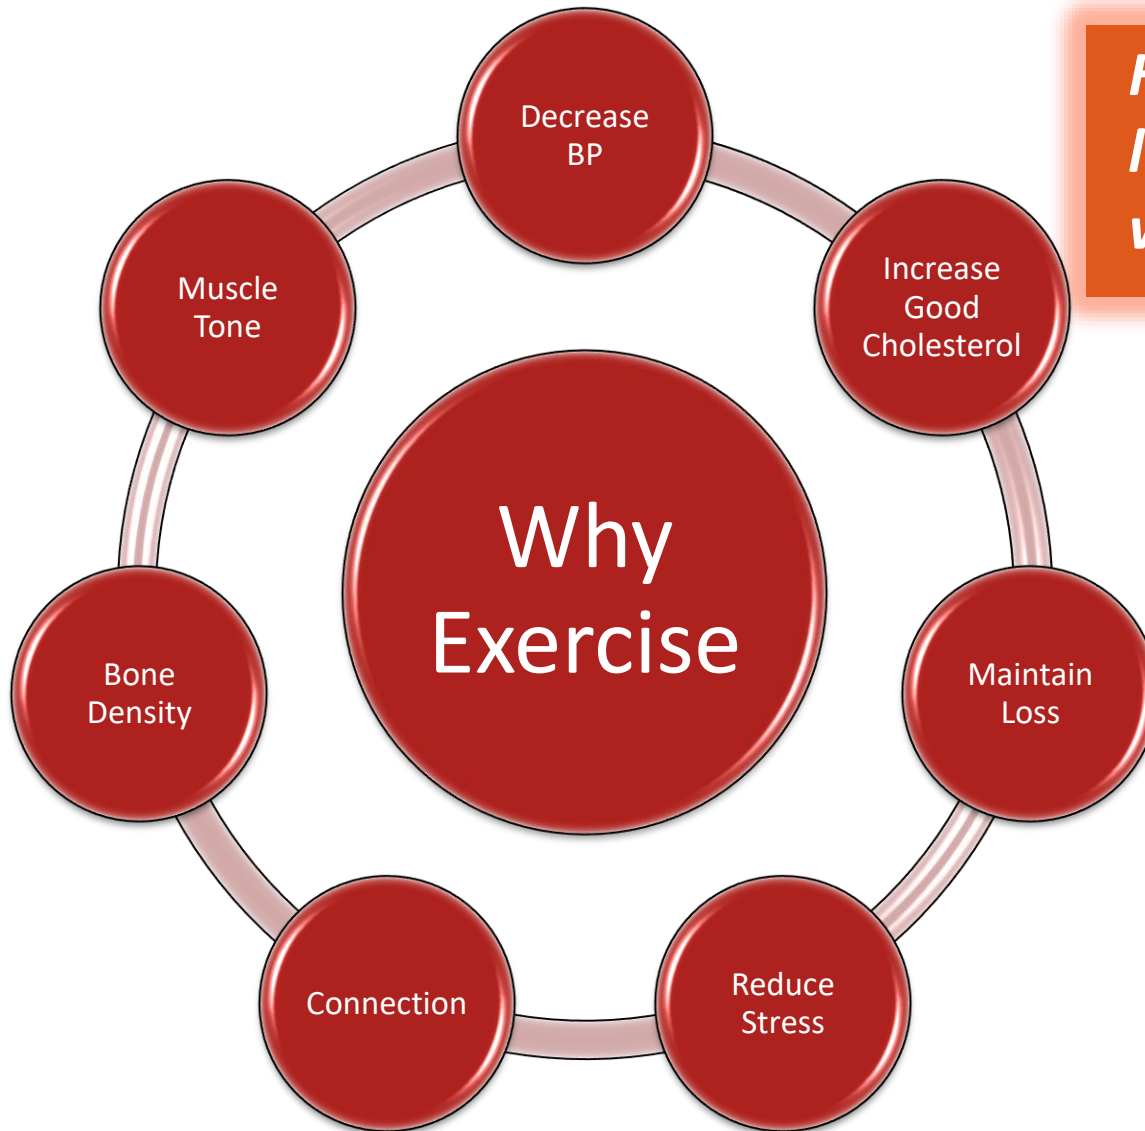 Decrease
BP
Increase
Good
Cholesterol
Maintain
Loss
Reduce
Stress
Connection
Bone
Density
Muscle
Tone
Why
Exercise